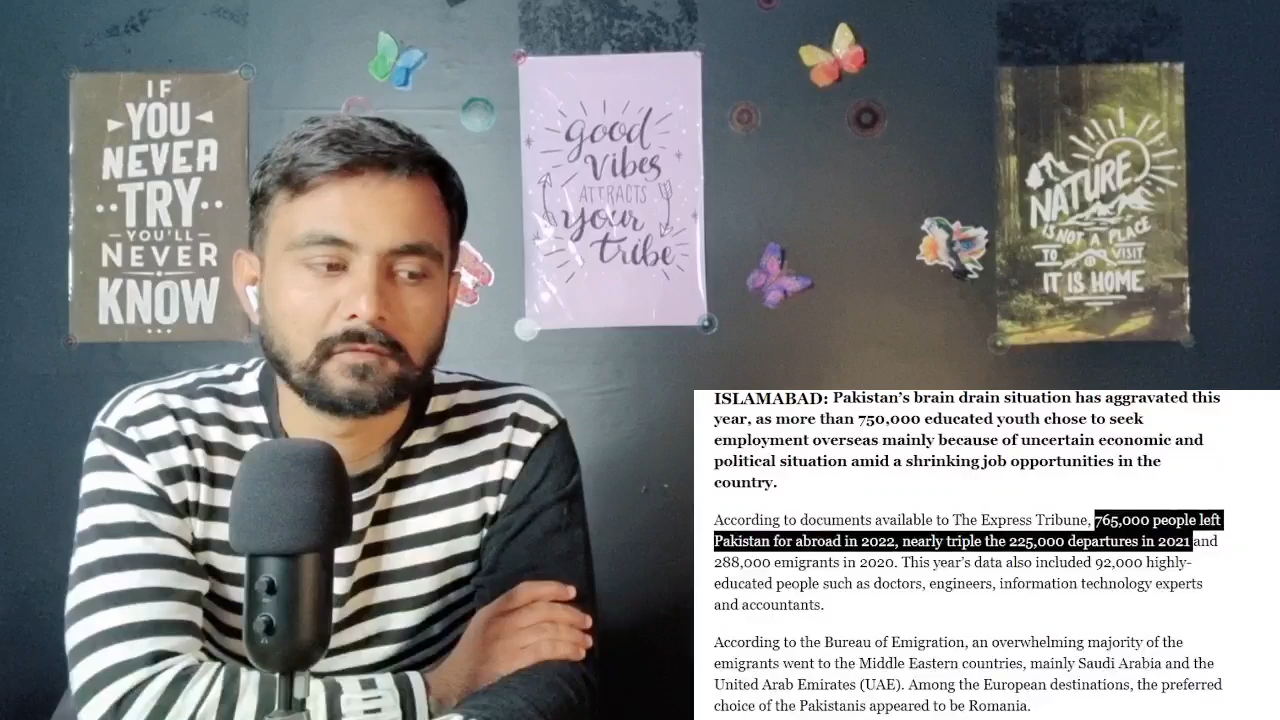 IF
YOU
NEVER
TRY
YOU'LL
NEVER
KNOW
good
vibes
ATTRACTS
your
tribe
NATURE
IS NOT A PLACE
TO VISIT
IT IS HOME
ISLAMABAD: Pakistan's brain drain situation has aggravated this
year, as more than 750,000 educated youth chose to seek
employment overseas mainly because of uncertain economic and
political situation amid a shrinking job opportunities in the
country.
According to documents available to The Express Tribune, 765,000 people left
Pakistan for abroad in 2022, nearly triple the 225,000 departures in 2021 and
288,000 emigrants in 2020. This year's data also included 92,000 highly-
educated people such as doctors, engineers, information technology experts
and accountants.
According to the Bureau of Emigration, an overwhelming majority of the
emigrants went to the Middle Eastern countries, mainly Saudi Arabia and the
United Arab Emirates (UAE). Among the European destinations, the preferred
choice of the Pakistanis appeared to be Romania.